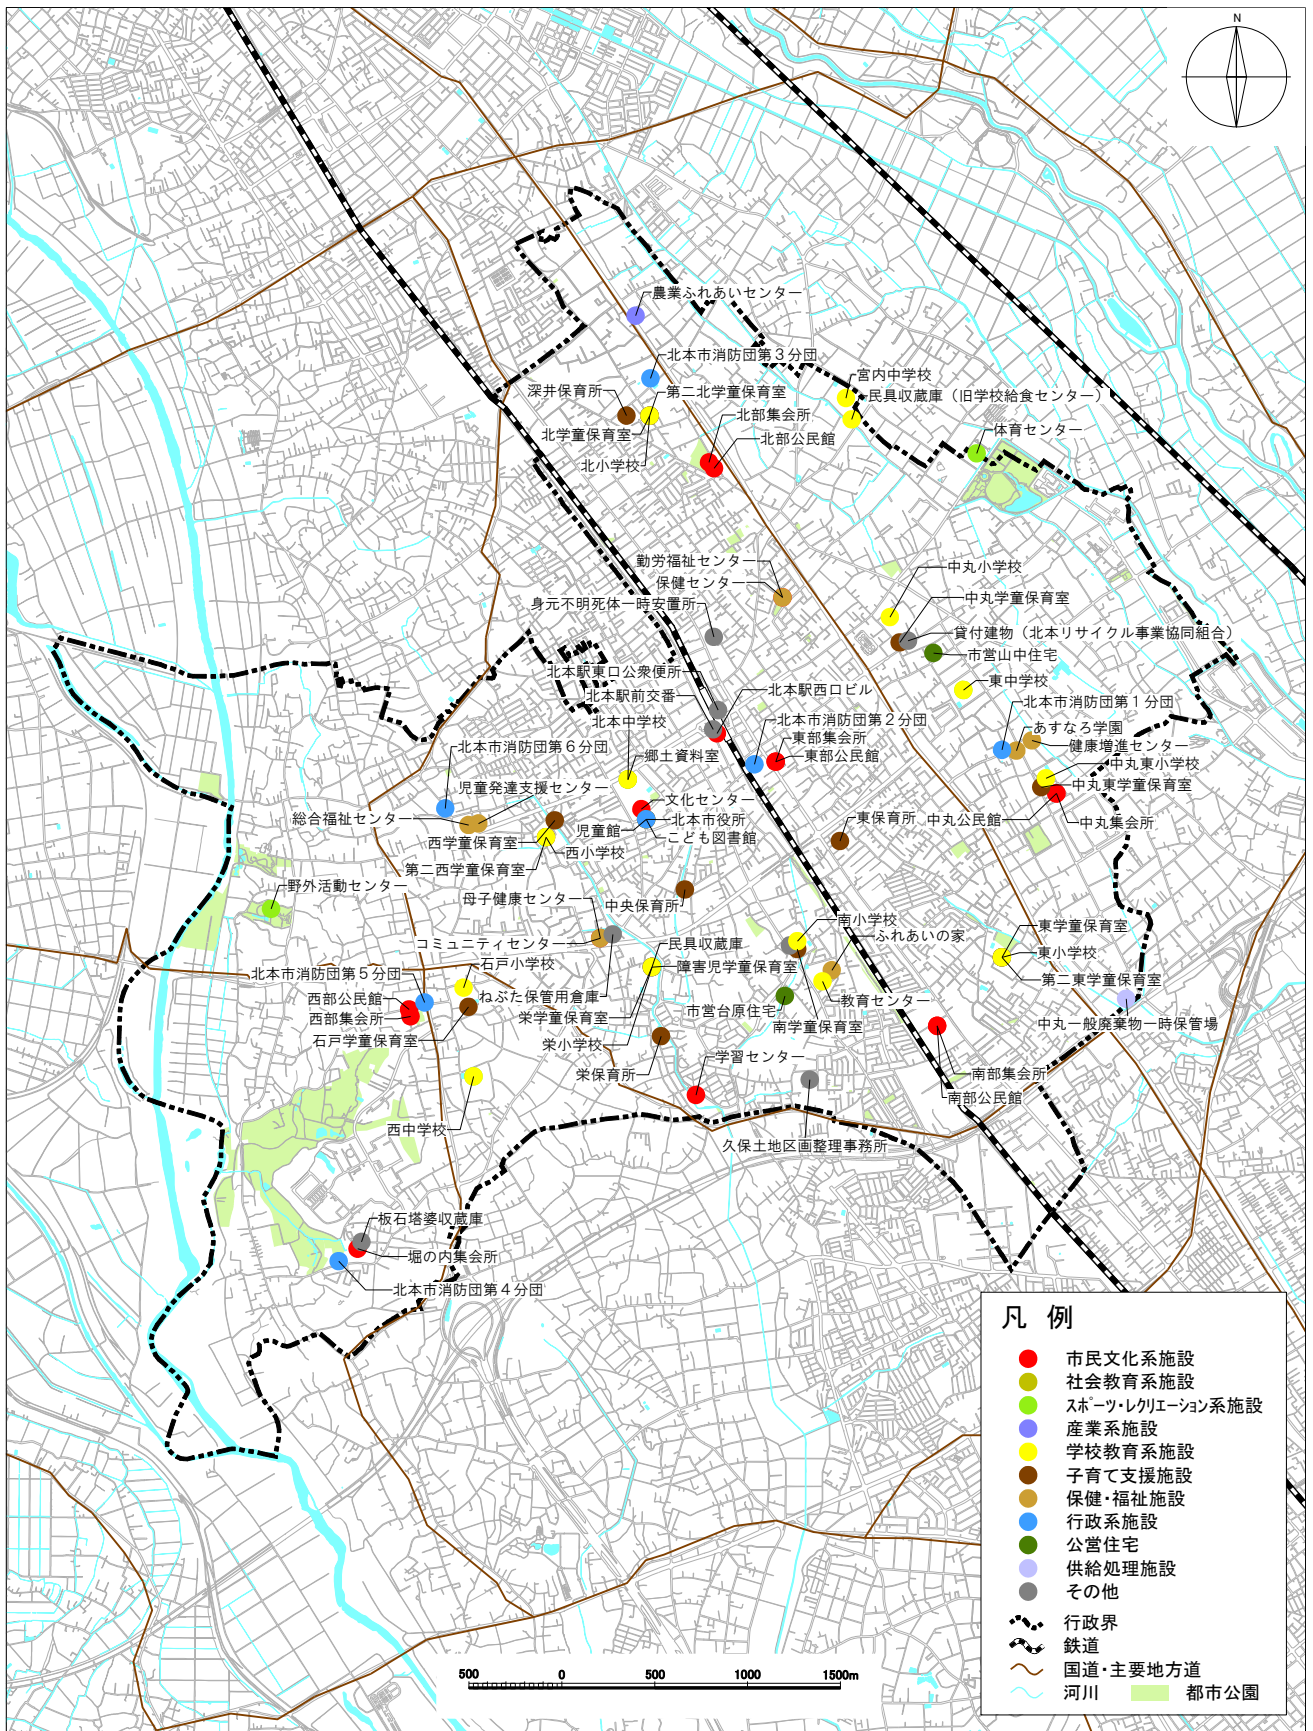 N
農業ふれあいセンター
北本市消防団第３分団
宮内中学校
深井保育所
第二北学童保育室
民具収蔵庫（旧学校給食センター）
北部集会所
北学童保育室
体育センター
北部公民館
北小学校
勤労福祉センター
中丸小学校
保健センター
中丸学童保育室
身元不明死体一時安置所
貸付建物（北本リサイクル事業協同組合）
市営山中住宅
北本駅東口公衆便所
東中学校
北本駅西口ビル
北本駅前交番
北本市消防団第１分団
北本中学校
北本市消防団第２分団
あすなろ学園
北本市消防団第６分団
東部集会所
健康増進センター
郷土資料室
東部公民館
中丸東小学校
児童発達支援センター
中丸東学童保育室
文化センター
総合福祉センター
北本市役所
中丸公民館
中丸集会所
児童館
東保育所
西学童保育室
こども図書館
西小学校
第二西学童保育室
野外活動センター
母子健康センター
中央保育所
南小学校
東学童保育室
コミュニティセンター
民具収蔵庫
ふれあいの家
東小学校
石戸小学校
障害児学童保育室
北本市消防団第５分団
第二東学童保育室
西部公民館
ねぶた保管用倉庫
教育センター
市営台原住宅
西部集会所
栄学童保育室
中丸一般廃棄物一時保管場
南学童保育室
石戸学童保育室
栄小学校
学習センター
栄保育所
南部集会所
南部公民館
西中学校
久保土地区画整理事務所
板石塔婆収蔵庫
堀の内集会所
北本市消防団第４分団
凡 例
市民文化系施設
社会教育系施設
ｽﾎﾟｰﾂ・ﾚｸﾘｴｰｼｮﾝ系施設
産業系施設
学校教育系施設
子育て支援施設
保健・福祉施設
行政系施設
公営住宅
供給処理施設
その他
行政界
鉄道
国道・主要地方道
河川 都市公園
500 0 500 1000 1500m